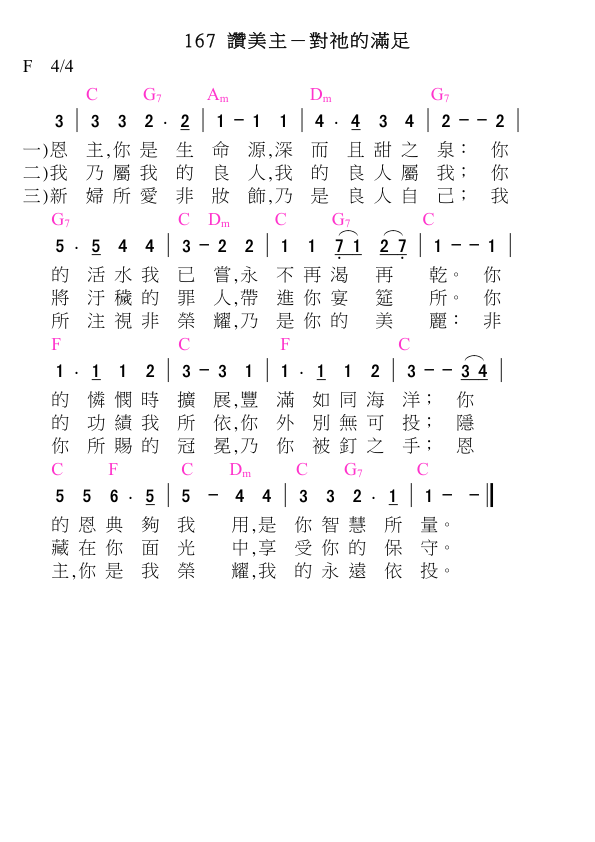 167 讚美主－對祂的滿足
F 4/4
C G7 Am Dm G7
3 | 3 3 2 . 2 | 1 - 1 1 | 4 . 4 3 4 | 2 - - 2 |
一)恩 主,你 是 生 命 源,深 而 且 甜 之 泉： 你
二)我 乃 屬 我 的 良 人,我 的 良 人 屬 我； 你
三)新 婦 所 愛 非 妝 飾,乃 是 良 人 自 己； 我
G7 C Dm C G7 C
5 . 5 4 4 | 3 - 2 2 | 1 1 7 1 2 7 | 1 - - 1 |
的 活 水 我 已 嘗,永 不 再 渴 再 乾。 你
將 汙 穢 的 罪 人,帶 進 你 宴 筵 所。 你
所 注 視 非 榮 耀,乃 是 你 的 美 麗： 非
F C F C
1 . 1 1 2 | 3 - 3 1 | 1 . 1 1 2 | 3 - - 3 4 |
的 憐 憫 時 擴 展,豐 滿 如 同 海 洋； 你
的 功 績 我 所 依,你 外 別 無 可 投； 隱
你 所 賜 的 冠 冕,乃 你 被 釘 之 手； 恩
C F C Dm C G7 C
5 5 6 . 5 | 5 - 4 4 | 3 3 2 . 1 | 1 - - ||
的 恩 典 夠 我 用,是 你 智 慧 所 量。
藏 在 你 面 光 中,享 受 你 的 保 守。
主,你 是 我 榮 耀,我 的 永 遠 依 投。